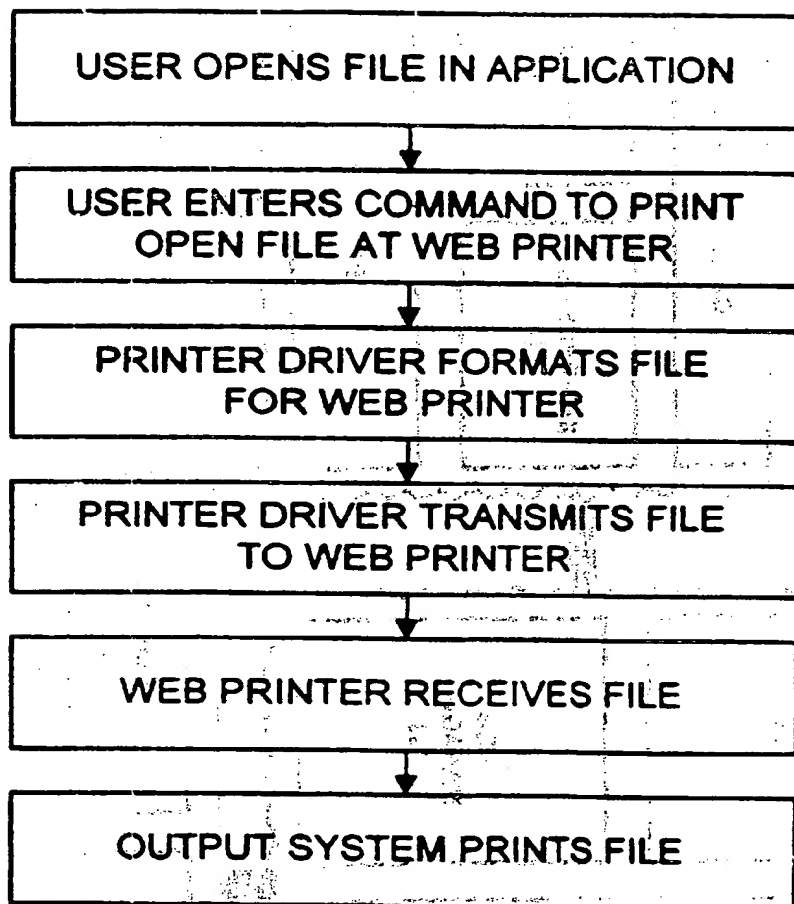 USER OPENS FILE IN APPLICATION
USER ENTERS COMMAND TO PRINT
OPEN FILE AT WEB PRINTER
PRINTER DRIVER FORMATS FILE
FOR WEB PRINTER
PRINTER DRIVER TRANSMITS FILE
TO WEB PRINTER
WEB PRINTER RECEIVES FILE
OUTPUT SYSTEM PRINTS FILE